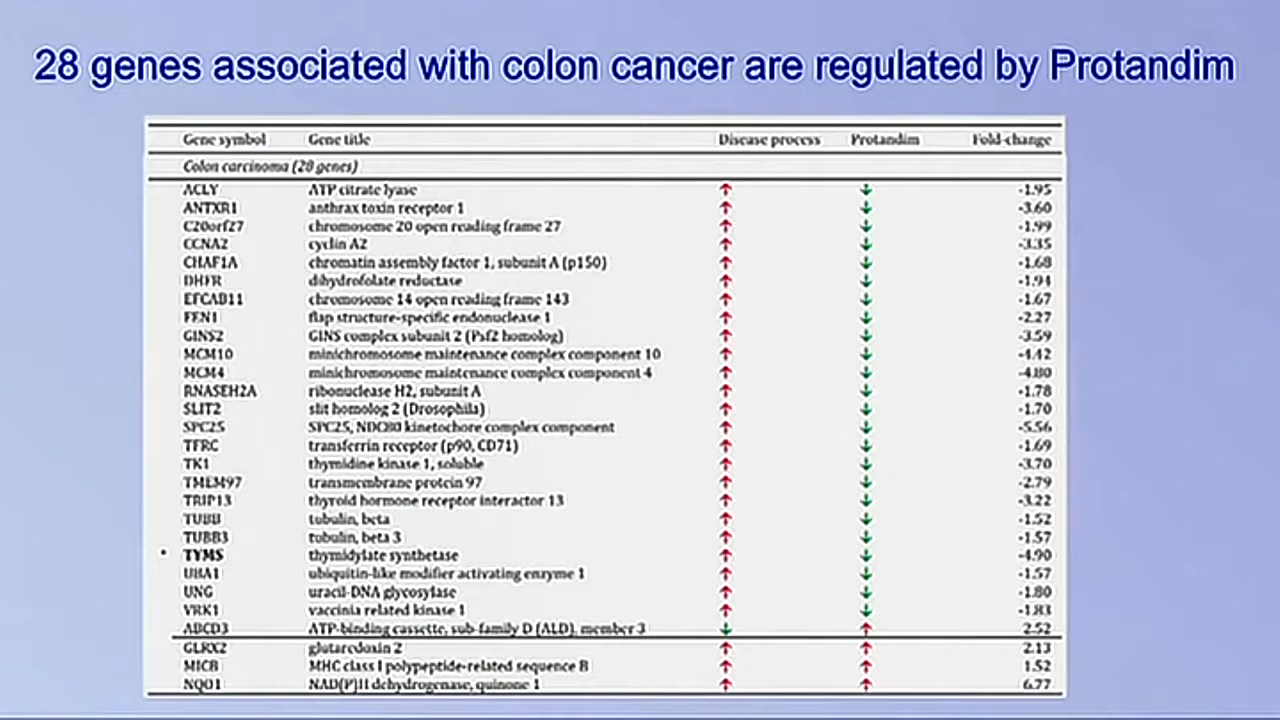 28 genes associated with colon cancer are regulated by Protandim
Gene symbol Gene title Disease process Protandim Fold-change
Colon carcinoma (28 genes)
ACLY ATP citrate lyase ↑ ↓ -1.95
ANTXR1 anthrax toxin receptor 1 ↑ ↓ -3.60
C20orf27 chromosome 20 open reading frame 27 ↑ ↓ -1.99
CCNA2 cyclin A2 ↑ ↓ -3.35
CHAF1A chromatin assembly factor 1, subunit A (p150) ↑ ↓ -1.68
DHFR dihydrofolate reductase ↑ ↓ -1.94
EFCAB11 chromosome 14 open reading frame 143 ↑ ↓ -1.67
FEN1 flap structure-specific endonuclease 1 ↑ ↓ -2.27
GINS2 GINS complex subunit 2 (Psf2 homolog) ↑ ↓ -3.59
MCM10 minichromosome maintenance complex component 10 ↑ ↓ -4.42
MCM4 minichromosome maintenance complex component 4 ↑ ↓ -4.80
RNASEH2A ribonuclease H2, subunit A ↑ ↓ -1.78
SLIT2 slit homolog 2 (Drosophila) ↑ ↓ -1.70
SPC25 SPC25, NDC80 kinetochore complex component ↑ ↓ -5.56
TFRC transferrin receptor (p90, CD71) ↑ ↓ -1.69
TK1 thymidine kinase 1, soluble ↑ ↓ -3.70
TMEM97 transmembrane protein 97 ↑ ↓ -2.79
TRIP13 thyroid hormone receptor interactor 13 ↑ ↓ -3.22
TUBB tubulin, beta ↑ ↓ -1.52
TUBB3 tubulin, beta 3 ↑ ↓ -1.57
• TYMS thymidylate synthetase ↑ ↓ -4.90
UBA1 ubiquitin-like modifier activating enzyme 1 ↑ ↓ -1.57
UNG uracil-DNA glycosylase ↑ ↓ -1.80
VRK1 vaccinia related kinase 1 ↑ ↓ -1.83
ABCD3 ATP-binding cassette, sub-family D (ALD), member 3 ↓ ↑ 2.52
GLRX2 glutaredoxin 2 ↑ ↑ 2.13
MICB MHC class I polypeptide-related sequence B ↑ ↑ 1.52
NQO1 NAD(P)H dehydrogenase, quinone 1 ↑ ↑ 6.77